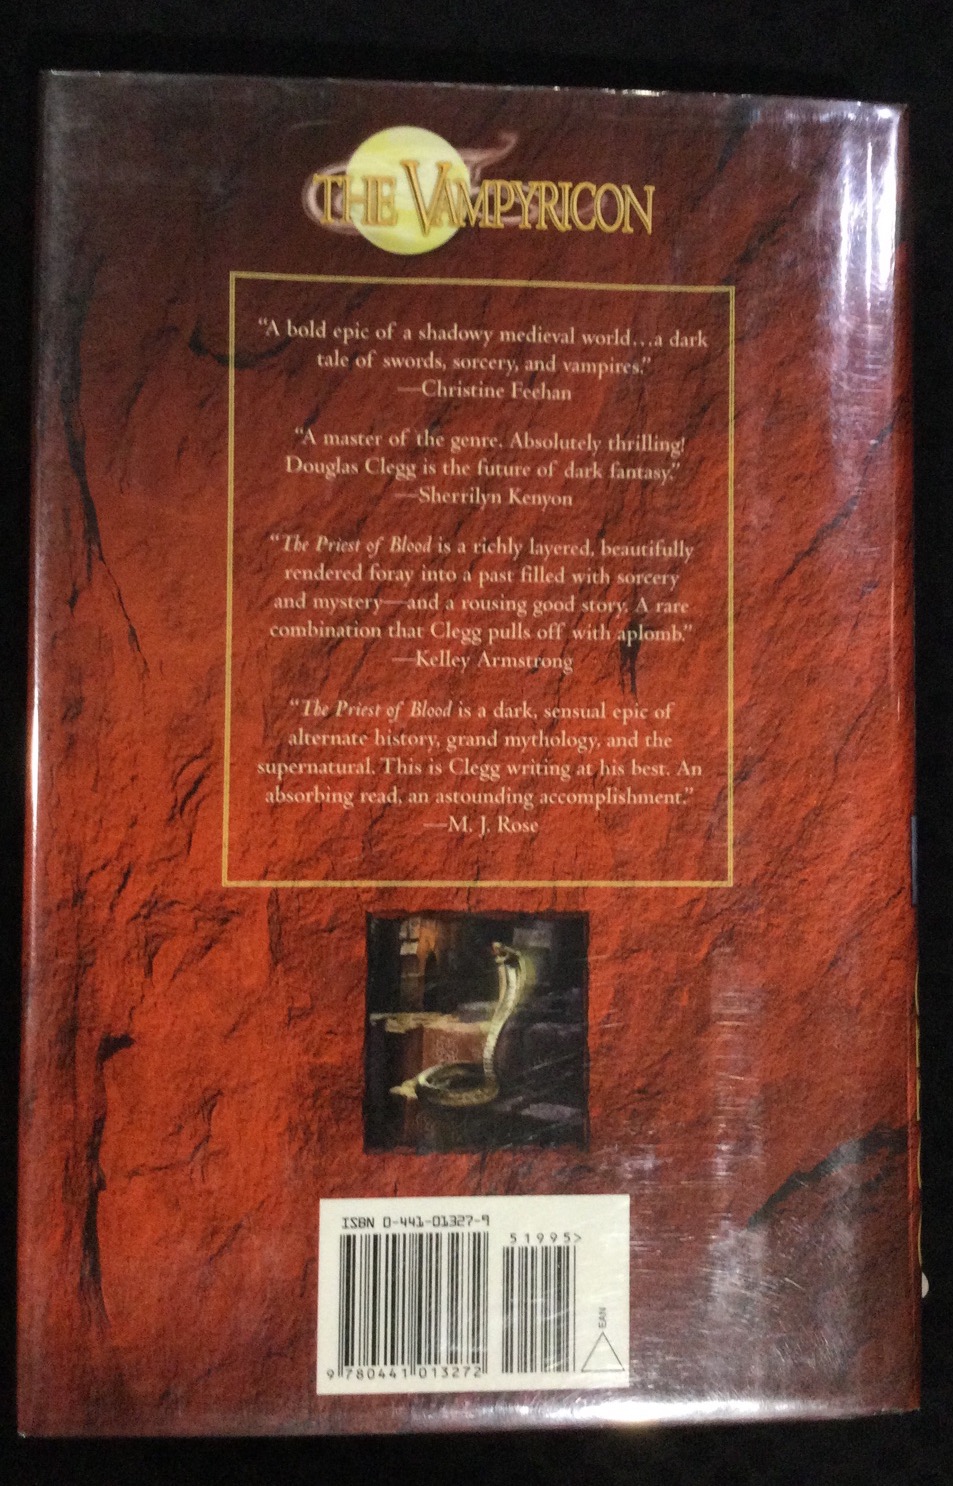 THE VAMPYRICON
“A bold epic of a shadowy medieval world...a dark
tale of swords, sorcery, and vampires.”
—Christine Feehan
“A master of the genre. Absolutely thrilling!
Douglas Clegg is the future of dark fantasy.”
—Sherrilyn Kenyon
“The Priest of Blood is a richly layered, beautifully
rendered foray into a past filled with sorcery
and mystery—and a rousing good story. A rare
combination that Clegg pulls off with aplomb.”
—Kelley Armstrong
“The Priest of Blood is a dark, sensual epic of
alternate history, grand mythology, and the
supernatural. This is Clegg writing at his best. An
absorbing read, an astounding accomplishment.”
—M. J. Rose
ISBN 0-441-01327-9
51995>
EAN
9 780441 013272